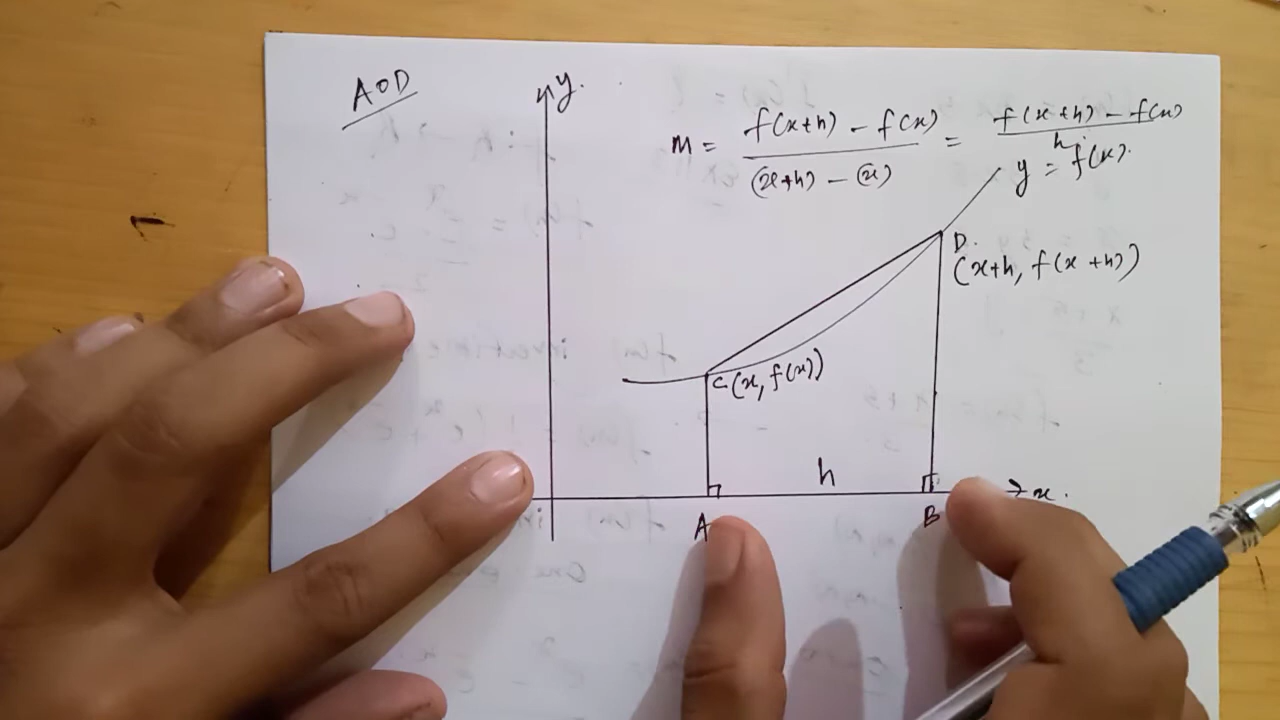 AOD
y.
m = f(x+h) - f(x) / (x+h) - (x) = f(x+h) - f(x) / h
y = f(x).
D.
(x+h, f(x+h))
C (x, f(x))
h
x.
A
B